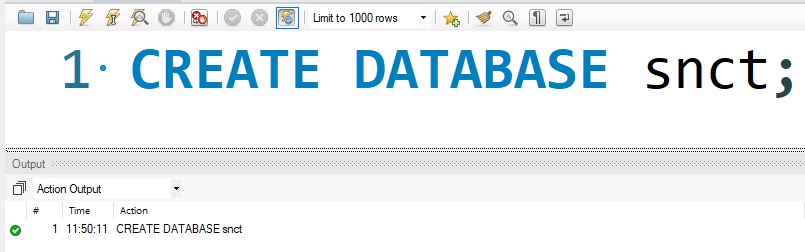 Limit to 1000 rows
1 CREATE DATABASE snct;
Output
Action Output
# Time Action
1 11:50:11 CREATE DATABASE snct